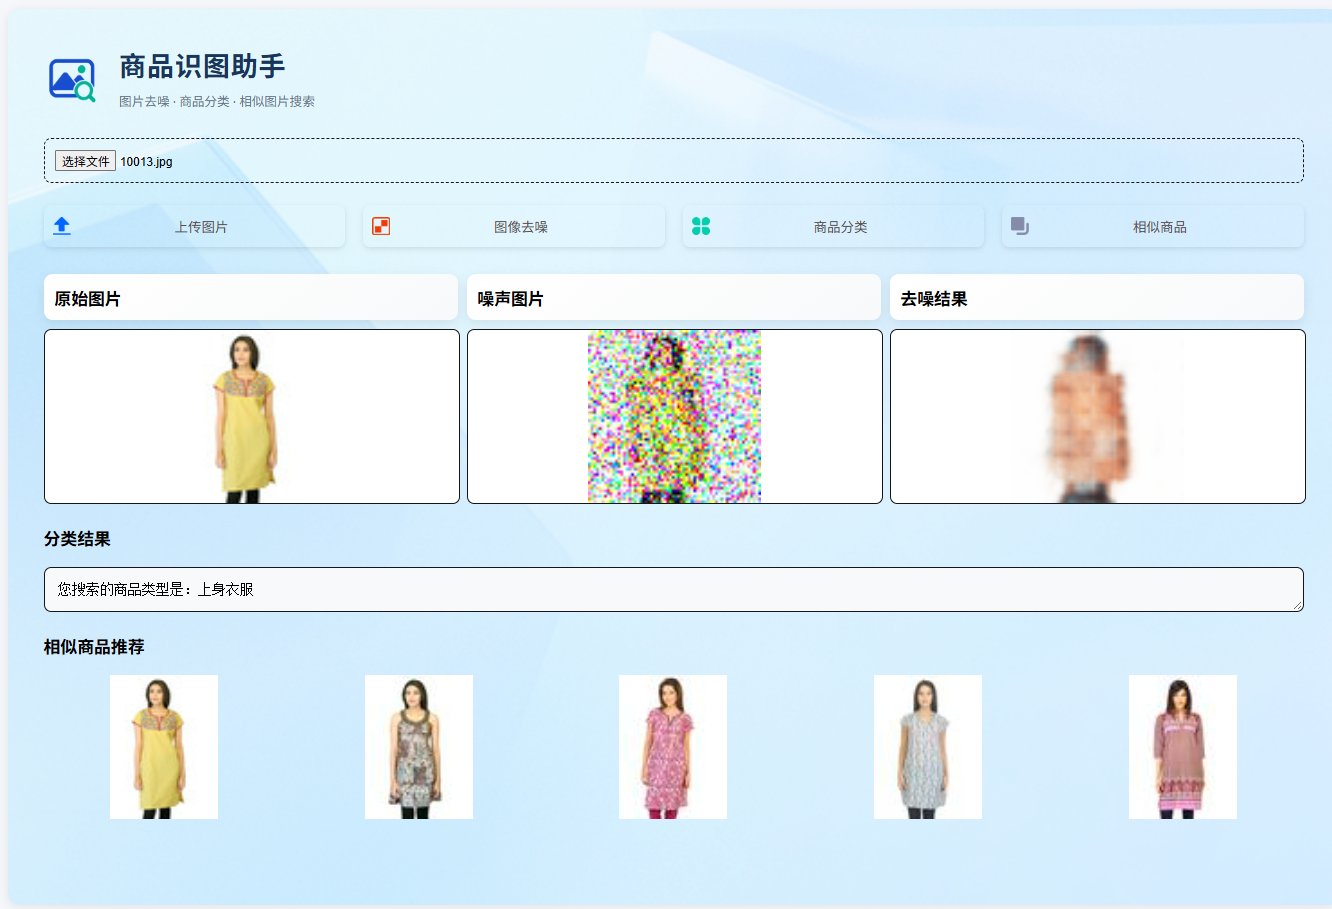 商品识图助手
图片去噪 · 商品分类 · 相似图片搜索
选择文件 10013.jpg
上传图片 图像去噪 商品分类 相似商品
原始图片 噪声图片 去噪结果
分类结果
您搜索的商品类型是：上身衣服
相似商品推荐